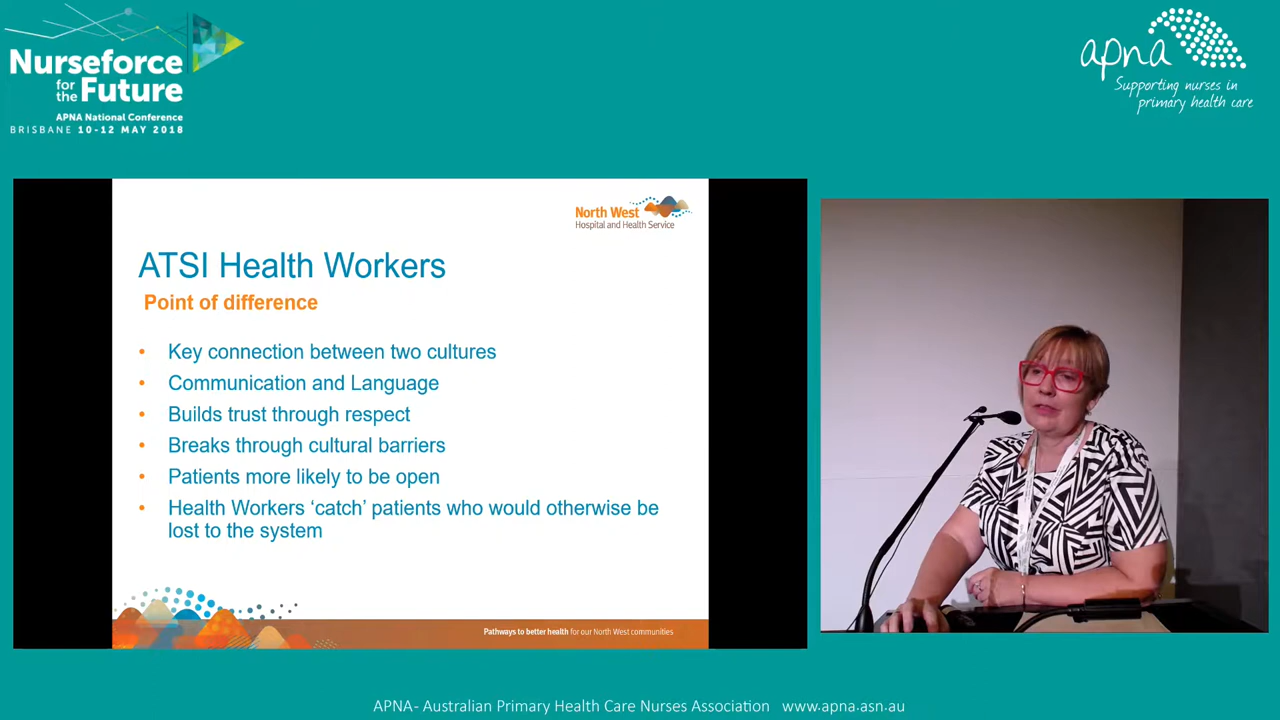 Nurseforce
for the Future
APNA National Conference
BRISBANE 10-12 MAY 2018
apna
Supporting nurses in
primary health care
North West
Hospital and Health Service
ATSI Health Workers
Point of difference
• Key connection between two cultures
• Communication and Language
• Builds trust through respect
• Breaks through cultural barriers
• Patients more likely to be open
• Health Workers ‘catch’ patients who would otherwise be
lost to the system
Pathways to better health for our North West communities
APNA- Australian Primary Health Care Nurses Association www.apna.asn.au